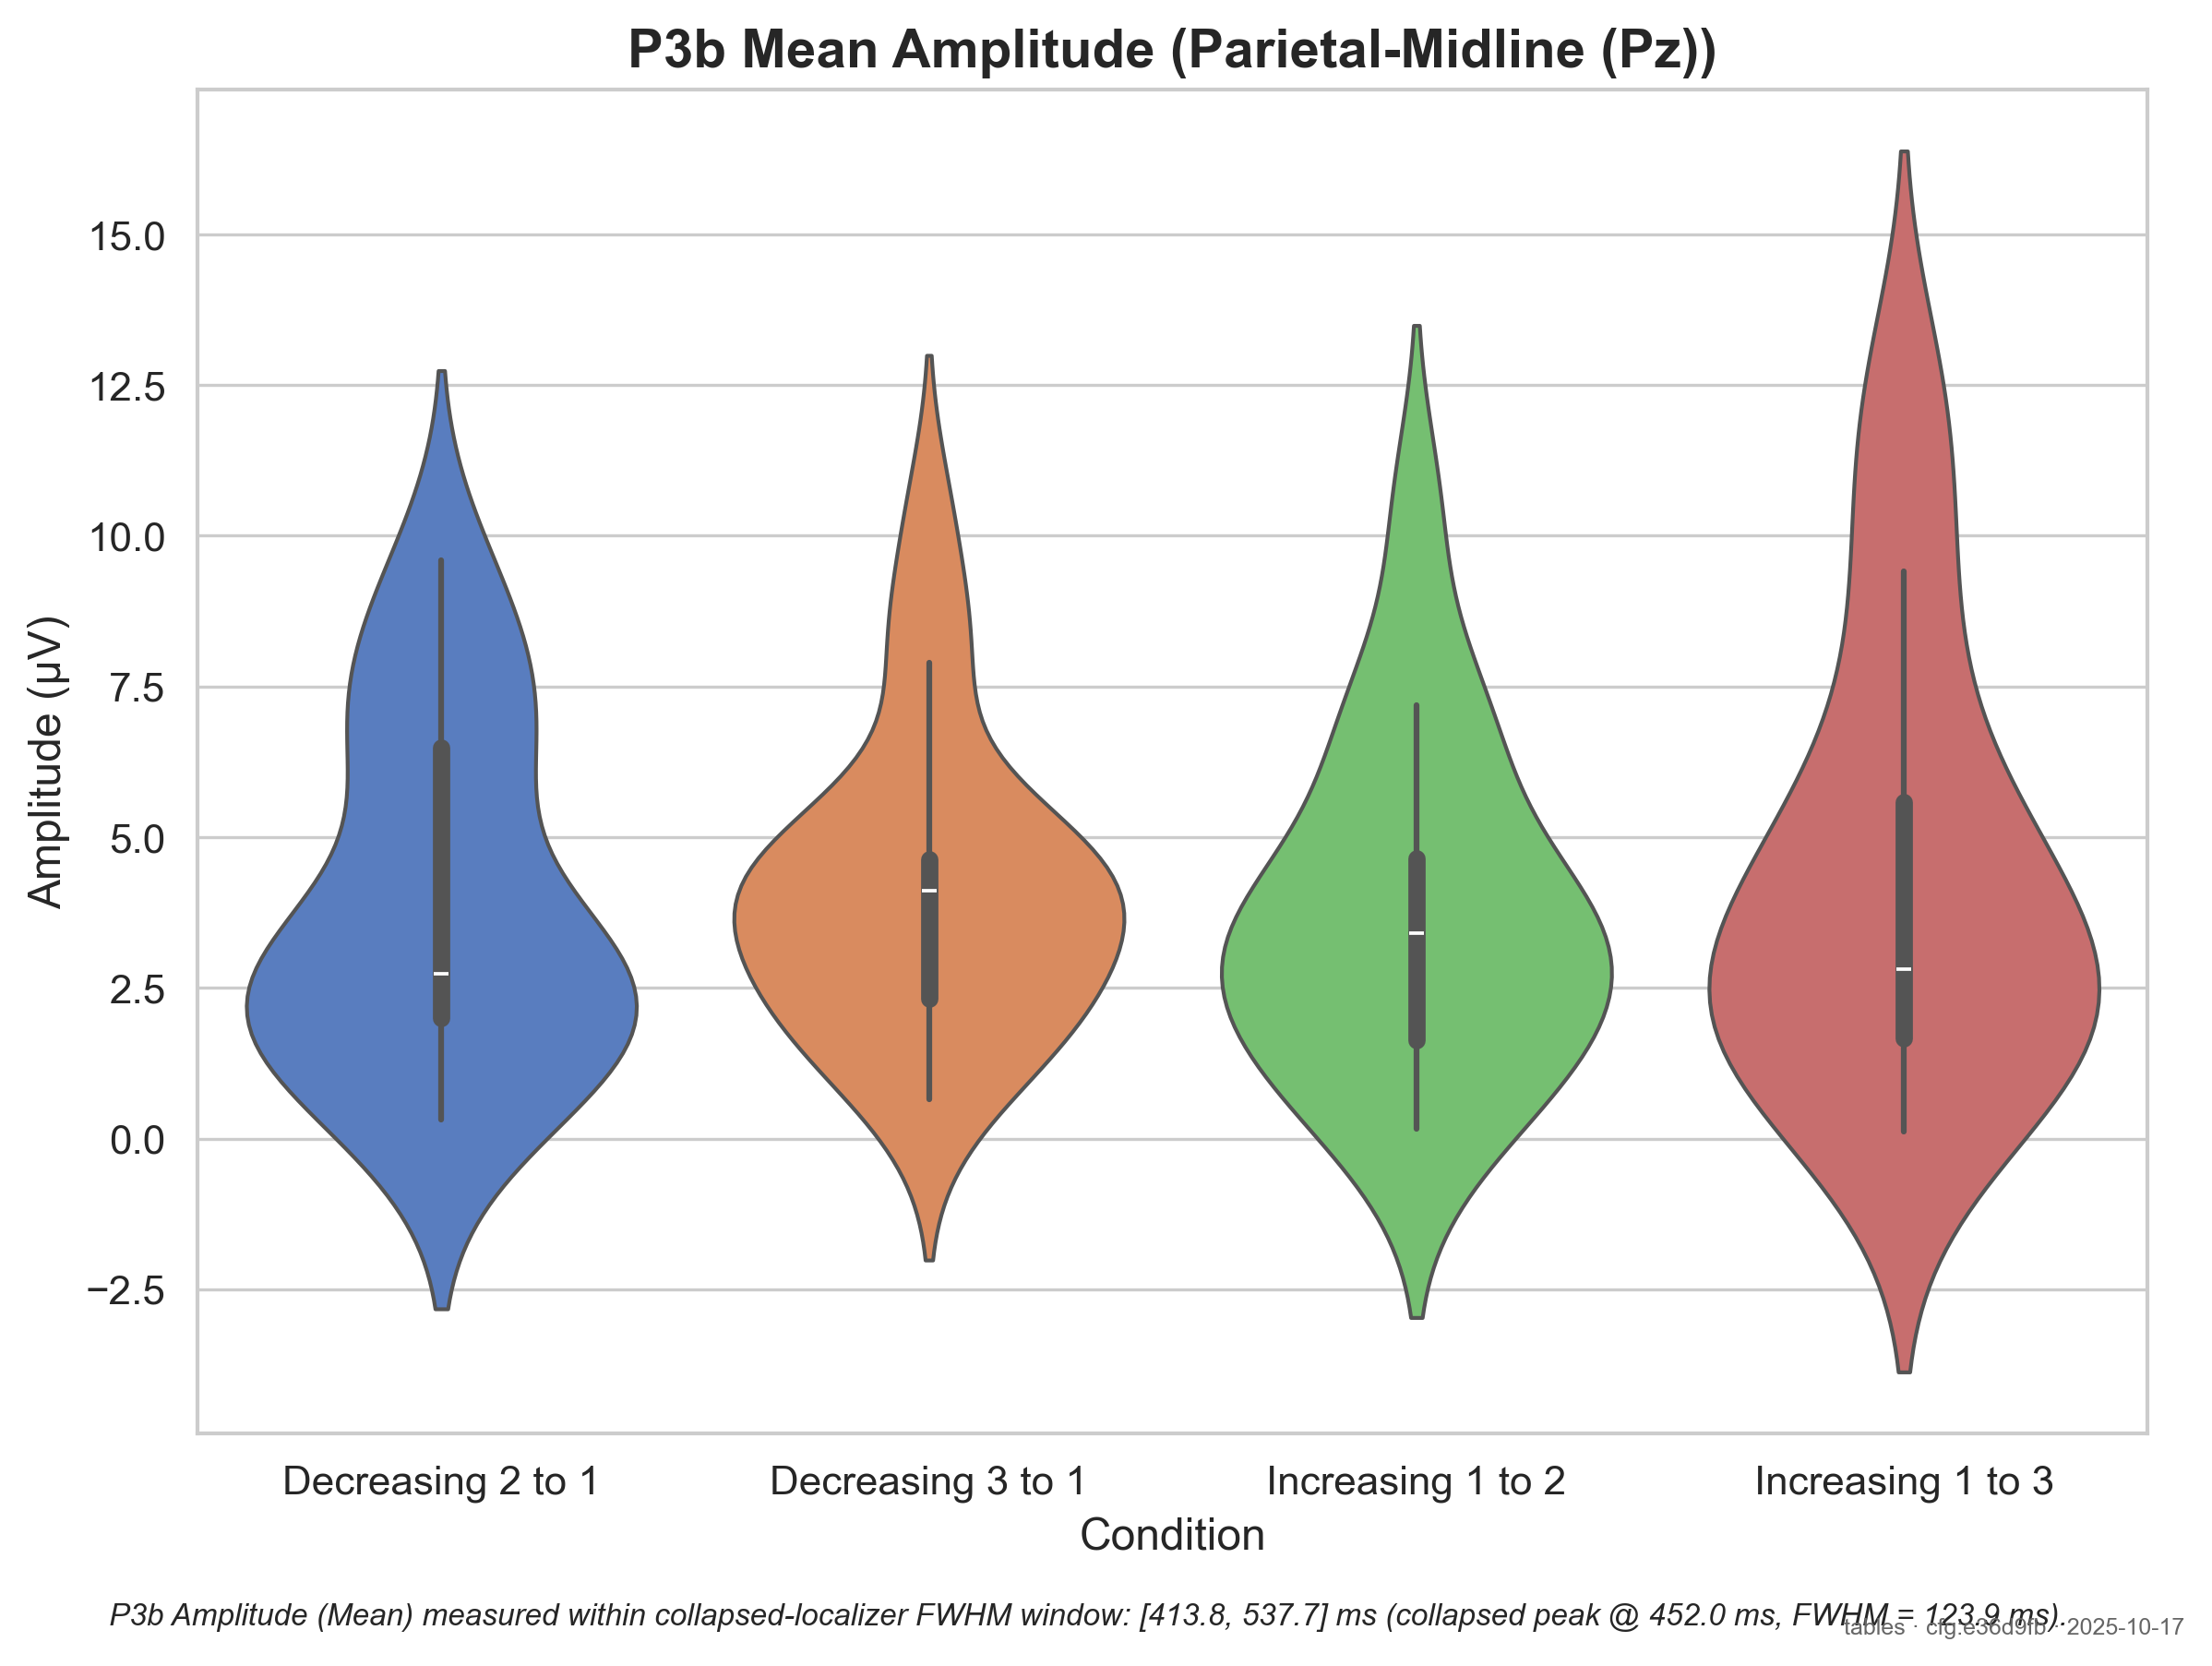 P3b Mean Amplitude (Parietal-Midline (Pz))
Amplitude (µV)
15.0
12.5
10.0
7.5
5.0
2.5
0.0
−2.5
Decreasing 2 to 1
Decreasing 3 to 1
Increasing 1 to 2
Increasing 1 to 3
Condition
P3b Amplitude (Mean) measured within collapsed-localizer FWHM window: [413.8, 537.7] ms (collapsed peak @ 452.0 ms, FWHM = 123.9 ms).
tables · cfg:e36d9fb · 2025-10-17